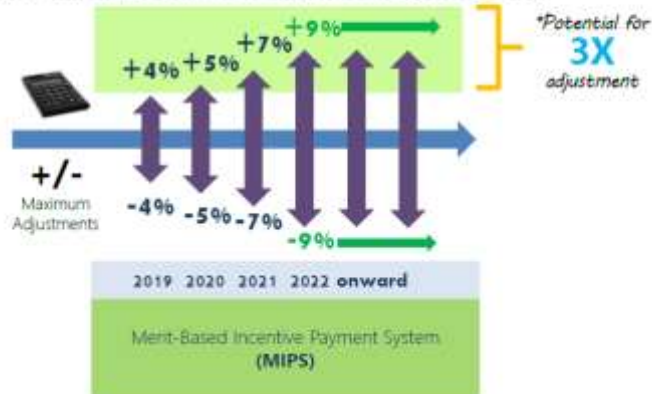 *Potential for
3X
adjustment
+4% +5% +7% +9%
+/-
Maximum
Adjustments
-4% -5% -7% -9%
2019 2020 2021 2022 onward
Merit-Based Incentive Payment System
(MIPS)